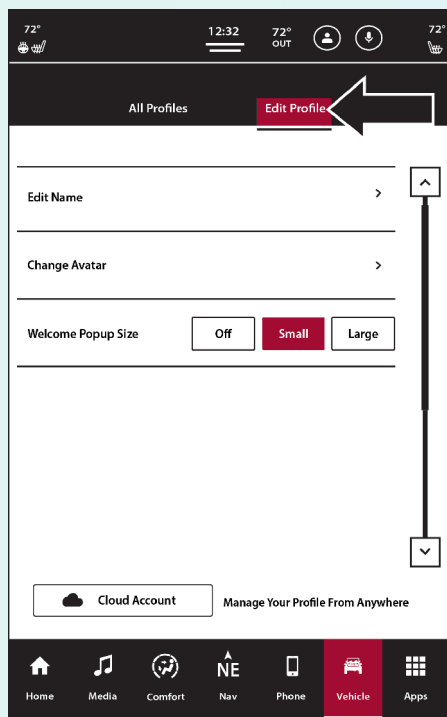 72° 12:32 72° 72°
OUT
All Profiles Edit Profile
Edit Name
Change Avatar
Welcome Popup Size Off Small Large
Cloud Account Manage Your Profile From Anywhere
NE
Home Media Comfort Nav Phone Vehicle Apps